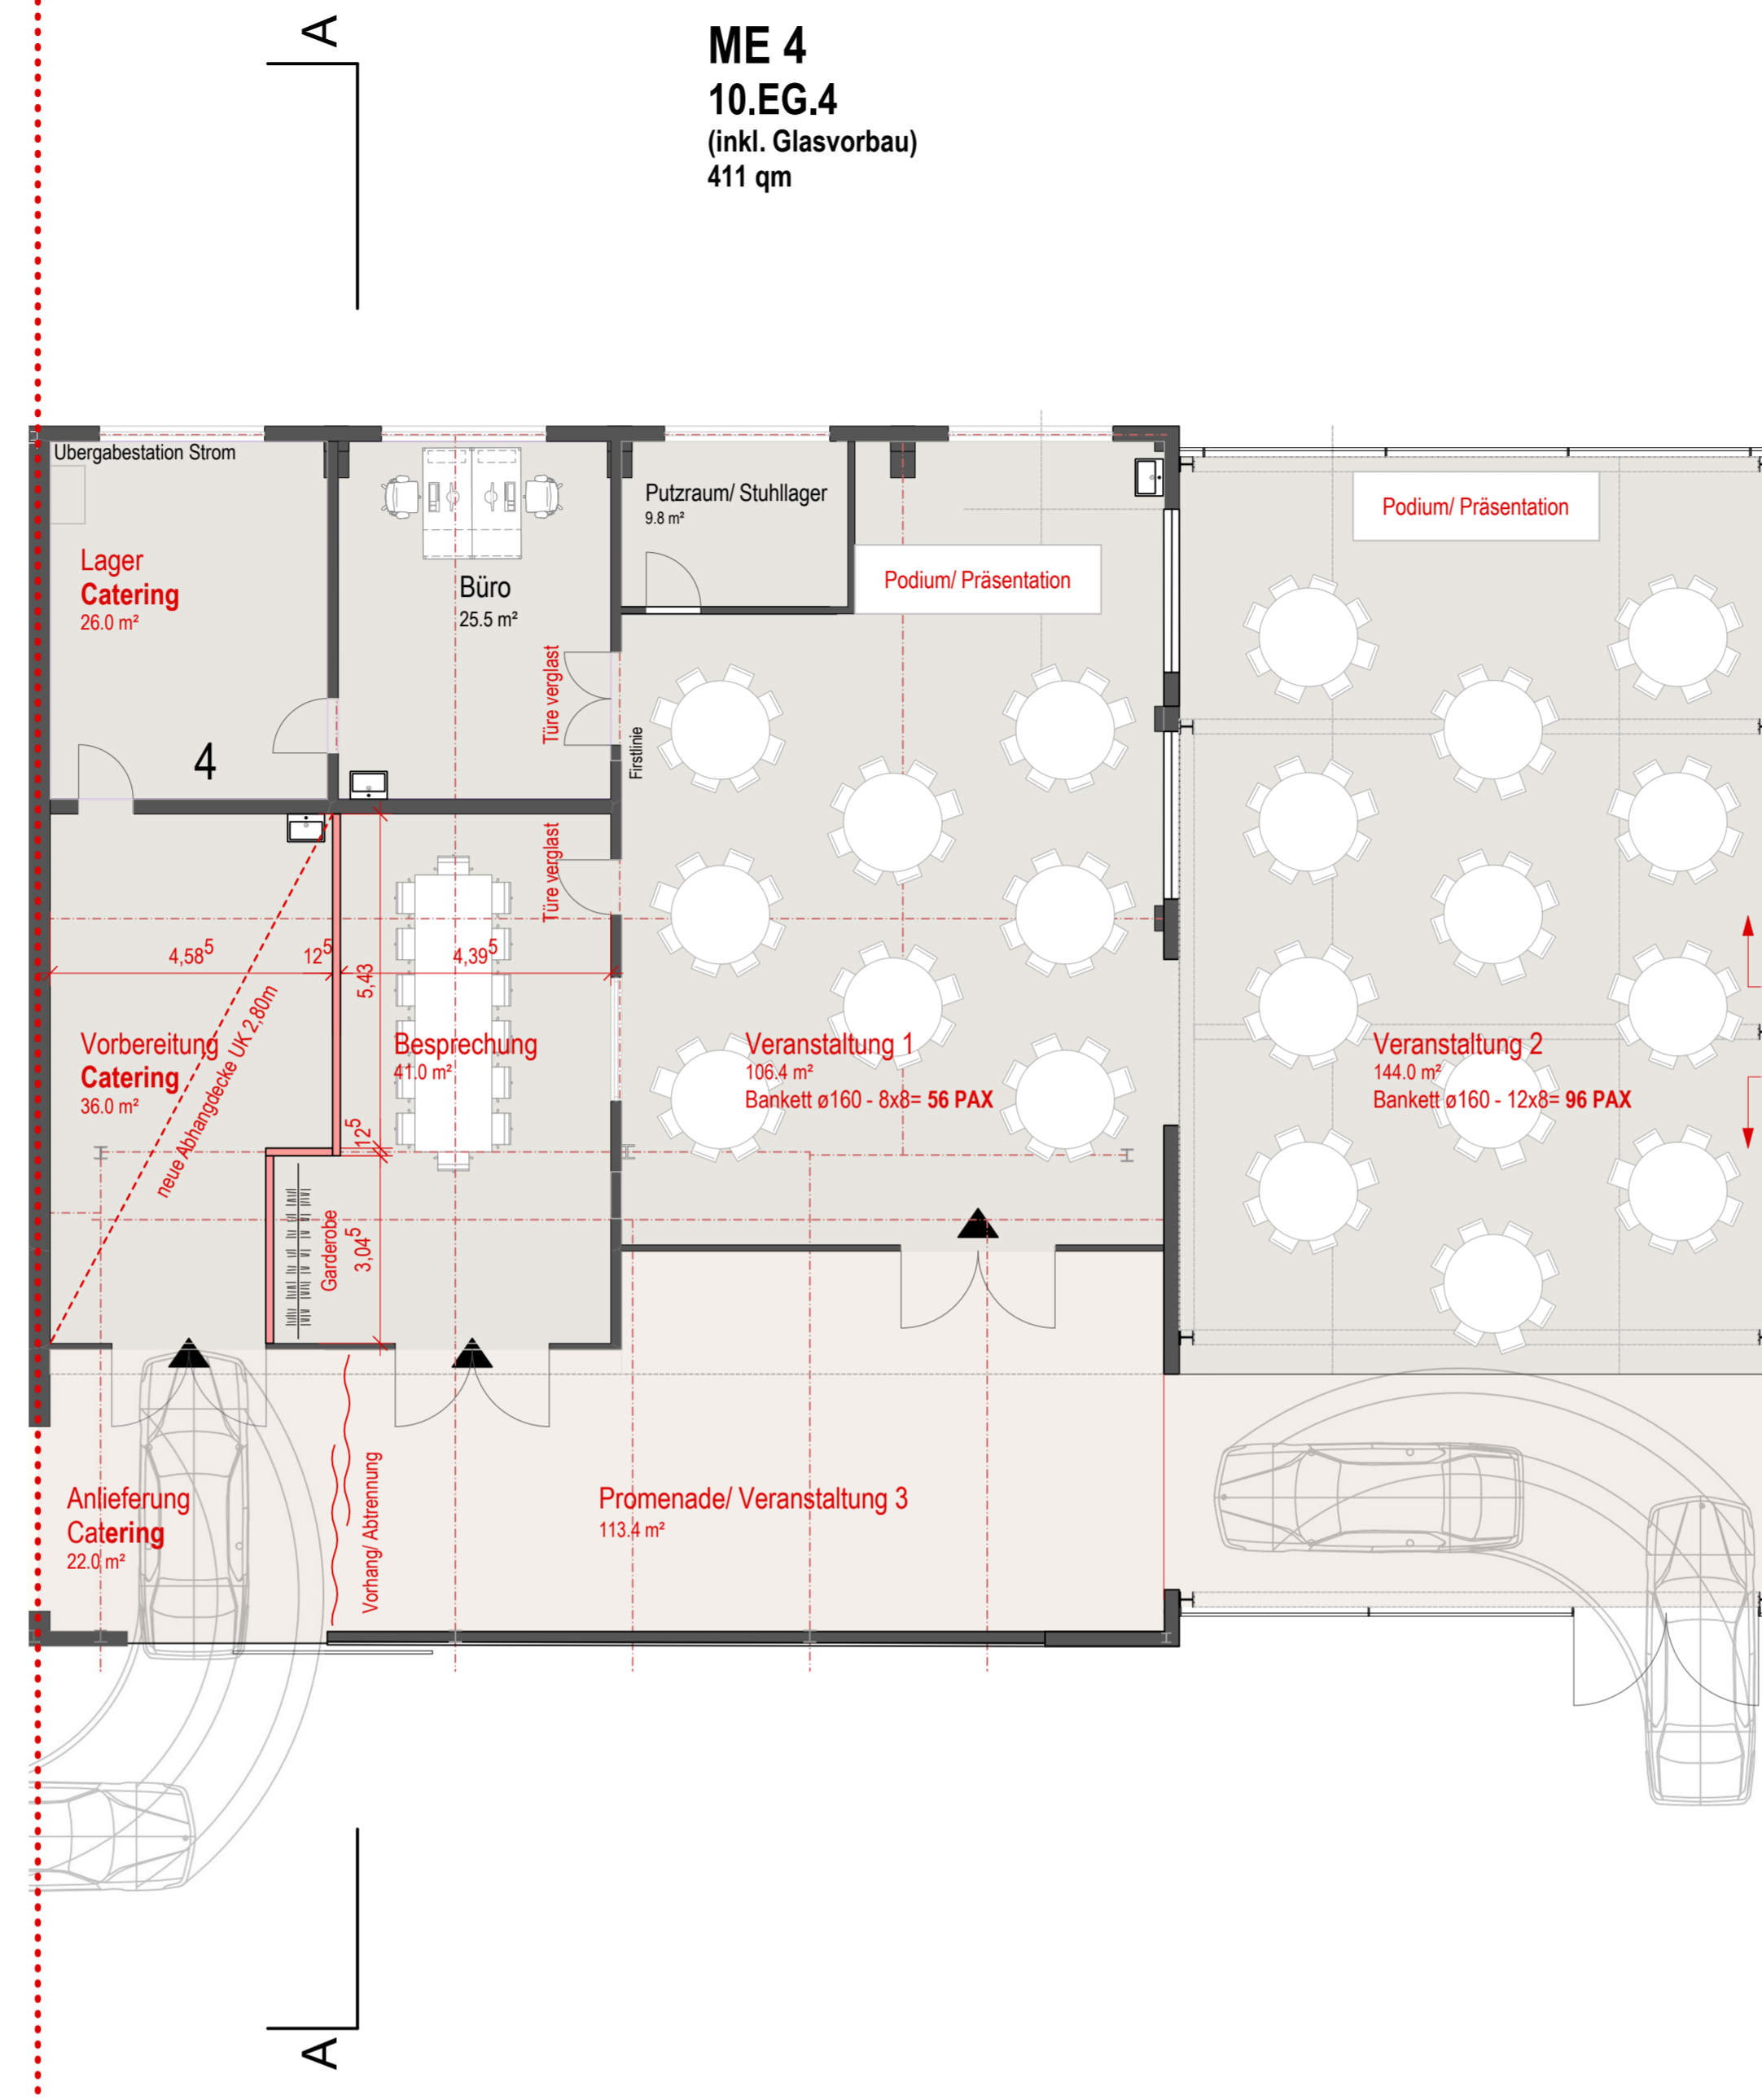 A
ME 4
10.EG.4
(inkl. Glasvorbau)
411 qm
Übergabestation Strom
Lager
Catering
26.0 m²
4
Büro
25.5 m²
Türe verglast
Putzraum/ Stuhllager
9.8 m²
Podium/ Präsentation
Podium/ Präsentation
Firstlinie
Türe verglast
4,58⁵
12⁵
5,43
4,39⁵
Vorbereitung
Catering
36.0 m²
neue Abhangdecke UK 2,80m
Besprechung
41.0 m²
12⁵
Garderobe
3,04⁵
Veranstaltung 1
106.4 m²
Bankett ø160 - 8x8= 56 PAX
Veranstaltung 2
144.0 m²
Bankett ø160 - 12x8= 96 PAX
Anlieferung
Catering
22.0 m²
Vorhang/ Abtrennung
Promenade/ Veranstaltung 3
113.4 m²
A